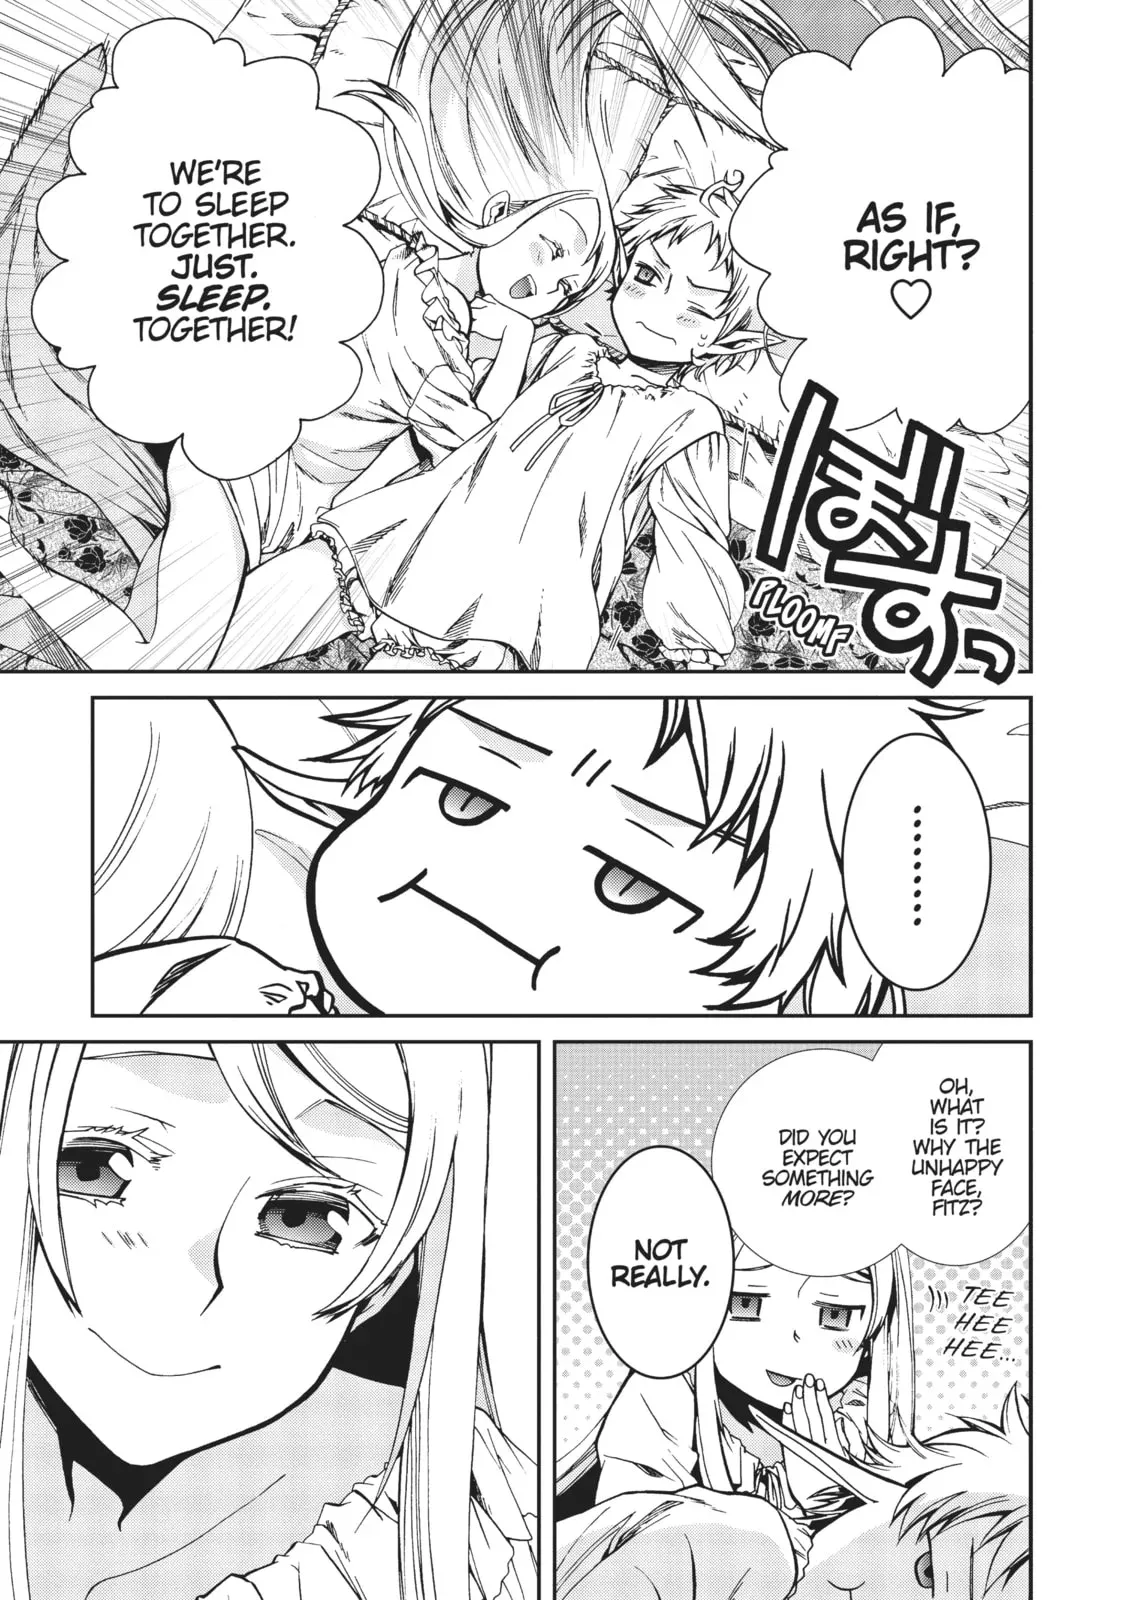 AS IF,
RIGHT?
♡
WE'RE
TO SLEEP
TOGETHER.
JUST.
SLEEP.
TOGETHER!
ぼすっ
PLOOMF
.........
OH,
WHAT
IS IT?
WHY THE
UNHAPPY
FACE,
FITZ?
DID YOU
EXPECT
SOMETHING
MORE?
TEE
HEE
HEE...
NOT
REALLY.